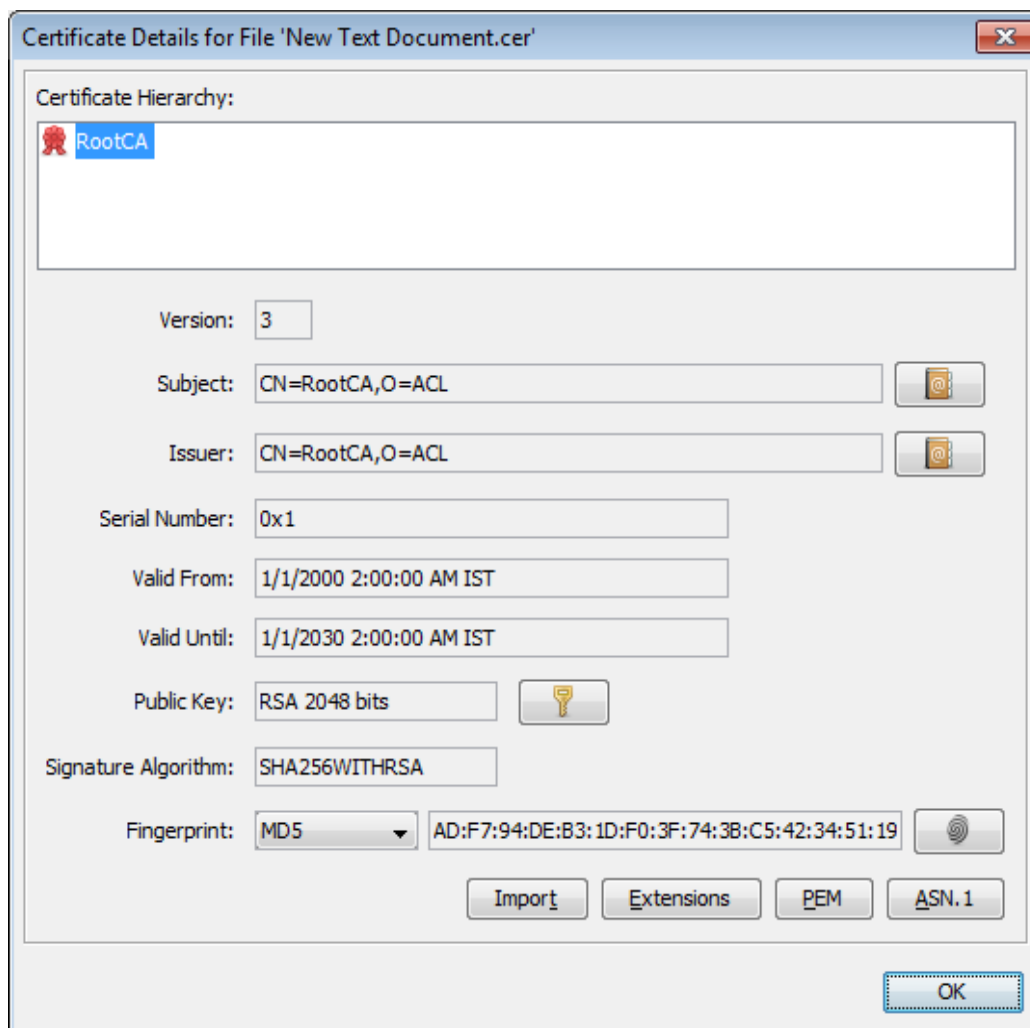 Certificate Details for File 'New Text Document.cer'
Certificate Hierarchy:
RootCA
Version: 3
Subject: CN=RootCA,O=ACL
Issuer: CN=RootCA,O=ACL
Serial Number: 0x1
Valid From: 1/1/2000 2:00:00 AM IST
Valid Until: 1/1/2030 2:00:00 AM IST
Public Key: RSA 2048 bits
Signature Algorithm: SHA256WITHRSA
Fingerprint: MD5 AD:F7:94:DE:B3:1D:F0:3F:74:3B:C5:42:34:51:19
Import Extensions PEM ASN.1
OK